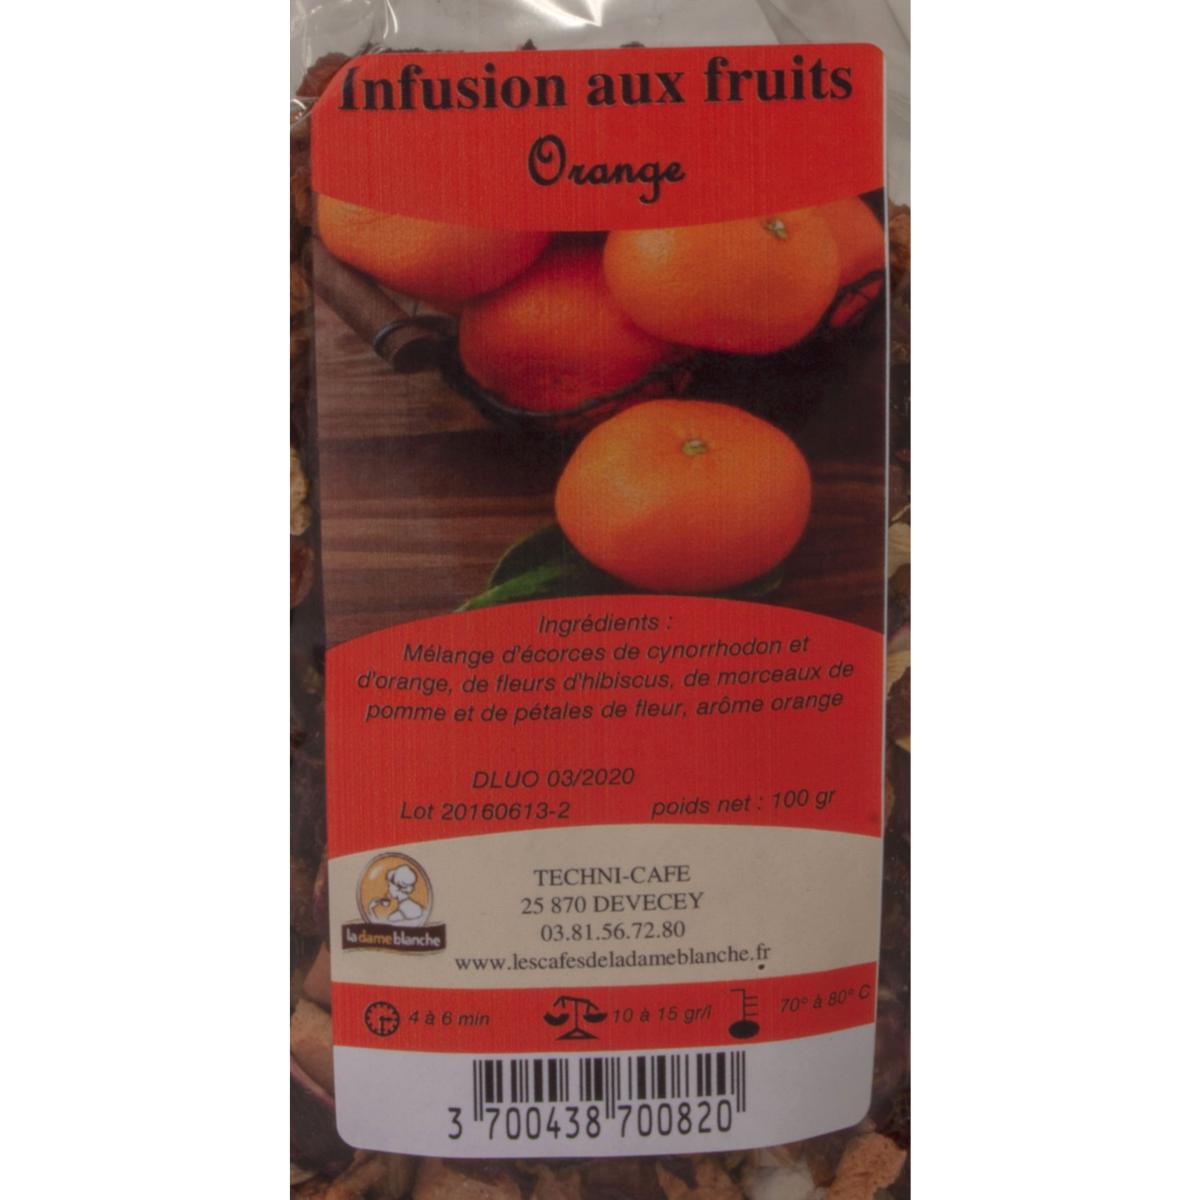 Infusion aux fruits
Orange
Ingrédients :
Mélange d'écorces de cynorrhodon et
d'orange, de fleurs d'hibiscus, de morceaux de
pomme et de pétales de fleur, arôme orange
DLUO 03/2020
Lot 20160613-2 poids net : 100 gr
la dame blanche
TECHNI-CAFE
25 870 DEVECEY
03.81.56.72.80
www.lescafesdeladameblanche.fr
4 à 6 min 10 à 15 gr/l 70° à 80° C
3 700438 700820